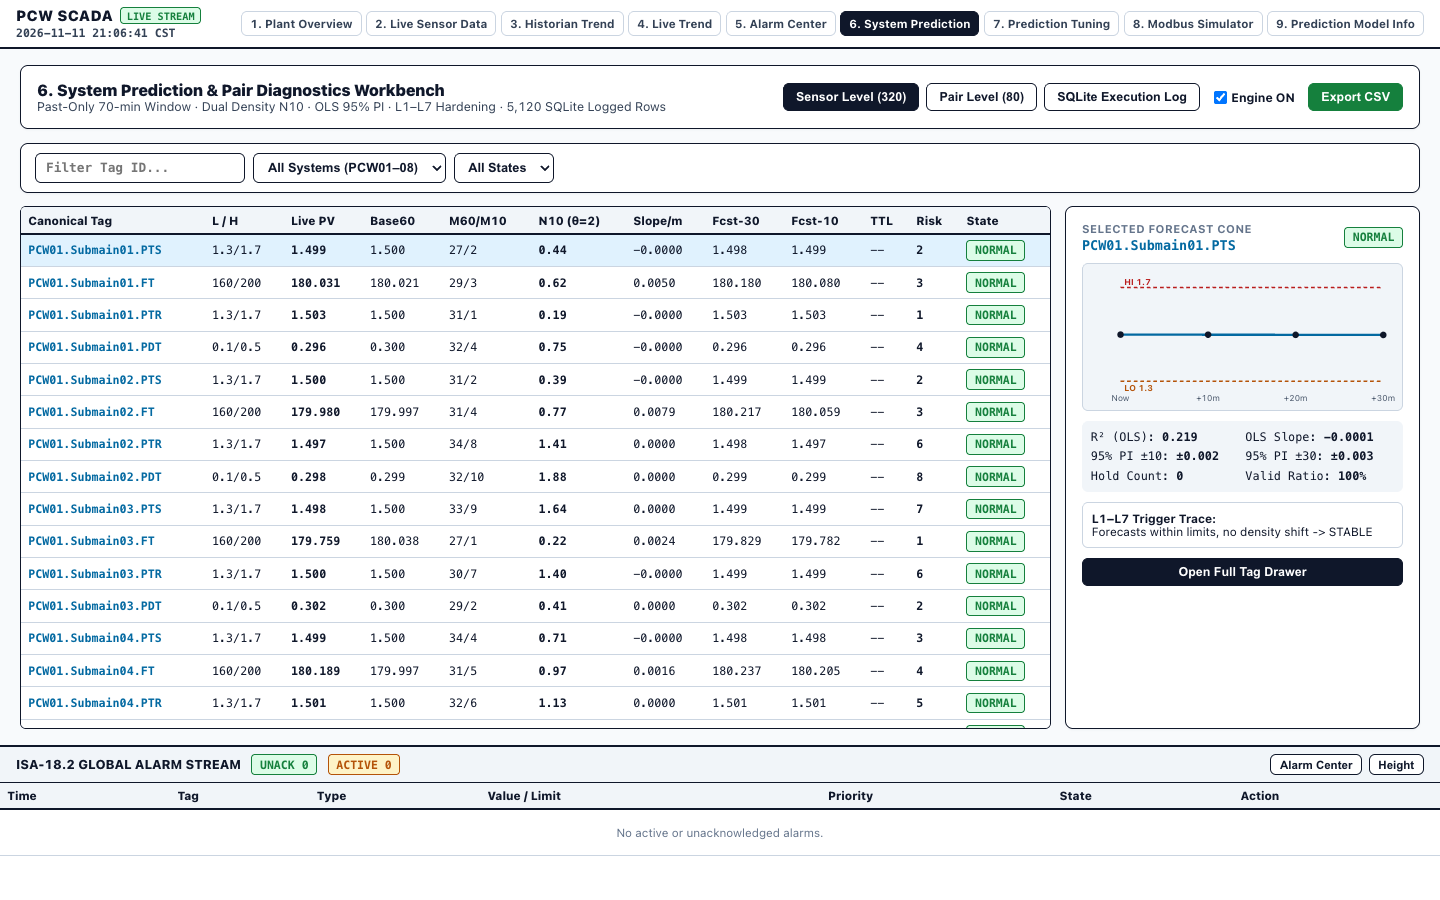 PCW SCADA LIVE STREAM
2026−11−11 21:06:41 CST
1. Plant Overview 2. Live Sensor Data 3. Historian Trend 4. Live Trend 5. Alarm Center 6. System Prediction 7. Prediction Tuning 8. Modbus Simulator 9. Prediction Model Info
6. System Prediction & Pair Diagnostics Workbench
Past-Only 70-min Window · Dual Density N10 · OLS 95% PI · L1–L7 Hardening · 5,120 SQLite Logged Rows
Sensor Level (320) Pair Level (80) SQLite Execution Log Engine ON Export CSV
Filter Tag ID... All Systems (PCW01–08) All States
Canonical Tag L / H Live PV Base60 M60/M10 N10 (θ=2) Slope/m Fcst-30 Fcst-10 TTL Risk State
PCW01.Submain01.PTS 1.3/1.7 1.499 1.500 27/2 0.44 −0.0000 1.498 1.499 −− 2 NORMAL
PCW01.Submain01.FT 160/200 180.031 180.021 29/3 0.62 0.0050 180.180 180.080 −− 3 NORMAL
PCW01.Submain01.PTR 1.3/1.7 1.503 1.500 31/1 0.19 −0.0000 1.503 1.503 −− 1 NORMAL
PCW01.Submain01.PDT 0.1/0.5 0.296 0.300 32/4 0.75 −0.0000 0.296 0.296 −− 4 NORMAL
PCW01.Submain02.PTS 1.3/1.7 1.500 1.500 31/2 0.39 −0.0000 1.499 1.499 −− 2 NORMAL
PCW01.Submain02.FT 160/200 179.980 179.997 31/4 0.77 0.0079 180.217 180.059 −− 3 NORMAL
PCW01.Submain02.PTR 1.3/1.7 1.497 1.500 34/8 1.41 0.0000 1.498 1.497 −− 6 NORMAL
PCW01.Submain02.PDT 0.1/0.5 0.298 0.299 32/10 1.88 0.0000 0.299 0.299 −− 8 NORMAL
PCW01.Submain03.PTS 1.3/1.7 1.498 1.500 33/9 1.64 0.0000 1.499 1.499 −− 7 NORMAL
PCW01.Submain03.FT 160/200 179.759 180.038 27/1 0.22 0.0024 179.829 179.782 −− 1 NORMAL
PCW01.Submain03.PTR 1.3/1.7 1.500 1.500 30/7 1.40 −0.0000 1.499 1.499 −− 6 NORMAL
PCW01.Submain03.PDT 0.1/0.5 0.302 0.300 29/2 0.41 0.0000 0.302 0.302 −− 2 NORMAL
PCW01.Submain04.PTS 1.3/1.7 1.499 1.500 34/4 0.71 −0.0000 1.498 1.498 −− 3 NORMAL
PCW01.Submain04.FT 160/200 180.189 179.997 31/5 0.97 0.0016 180.237 180.205 −− 4 NORMAL
PCW01.Submain04.PTR 1.3/1.7 1.501 1.500 32/6 1.13 0.0000 1.501 1.501 −− 5 NORMAL
SELECTED FORECAST CONE
PCW01.Submain01.PTS NORMAL
HI 1.7
LO 1.3
Now +10m +20m +30m
R² (OLS): 0.219 OLS Slope: −0.0001
95% PI ±10: ±0.002 95% PI ±30: ±0.003
Hold Count: 0 Valid Ratio: 100%
L1–L7 Trigger Trace:
Forecasts within limits, no density shift -> STABLE
Open Full Tag Drawer
ISA-18.2 GLOBAL ALARM STREAM UNACK 0 ACTIVE 0 Alarm Center Height
Time Tag Type Value / Limit Priority State Action
No active or unacknowledged alarms.